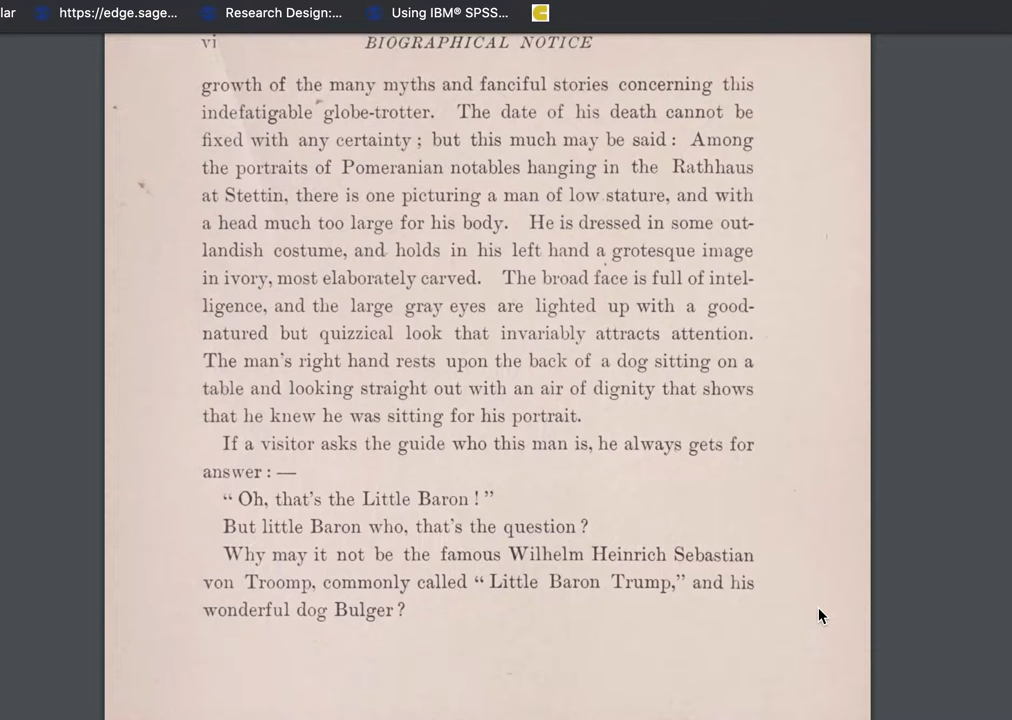 lar
https://edge.sage...
Research Design:...
Using IBM® SPSS...
vi
BIOGRAPHICAL NOTICE
growth of the many myths and fanciful stories concerning this
indefatigable globe-trotter. The date of his death cannot be
fixed with any certainty; but this much may be said: Among
the portraits of Pomeranian notables hanging in the Rathhaus
at Stettin, there is one picturing a man of low stature, and with
a head much too large for his body. He is dressed in some out-
landish costume, and holds in his left hand a grotesque image
in ivory, most elaborately carved. The broad face is full of intel-
ligence, and the large gray eyes are lighted up with a good-
natured but quizzical look that invariably attracts attention.
The man's right hand rests upon the back of a dog sitting on a
table and looking straight out with an air of dignity that shows
that he knew he was sitting for his portrait.
If a visitor asks the guide who this man is, he always gets for
answer: —
“Oh, that's the Little Baron!”
But little Baron who, that's the question?
Why may it not be the famous Wilhelm Heinrich Sebastian
von Troomp, commonly called “Little Baron Trump,” and his
wonderful dog Bulger?